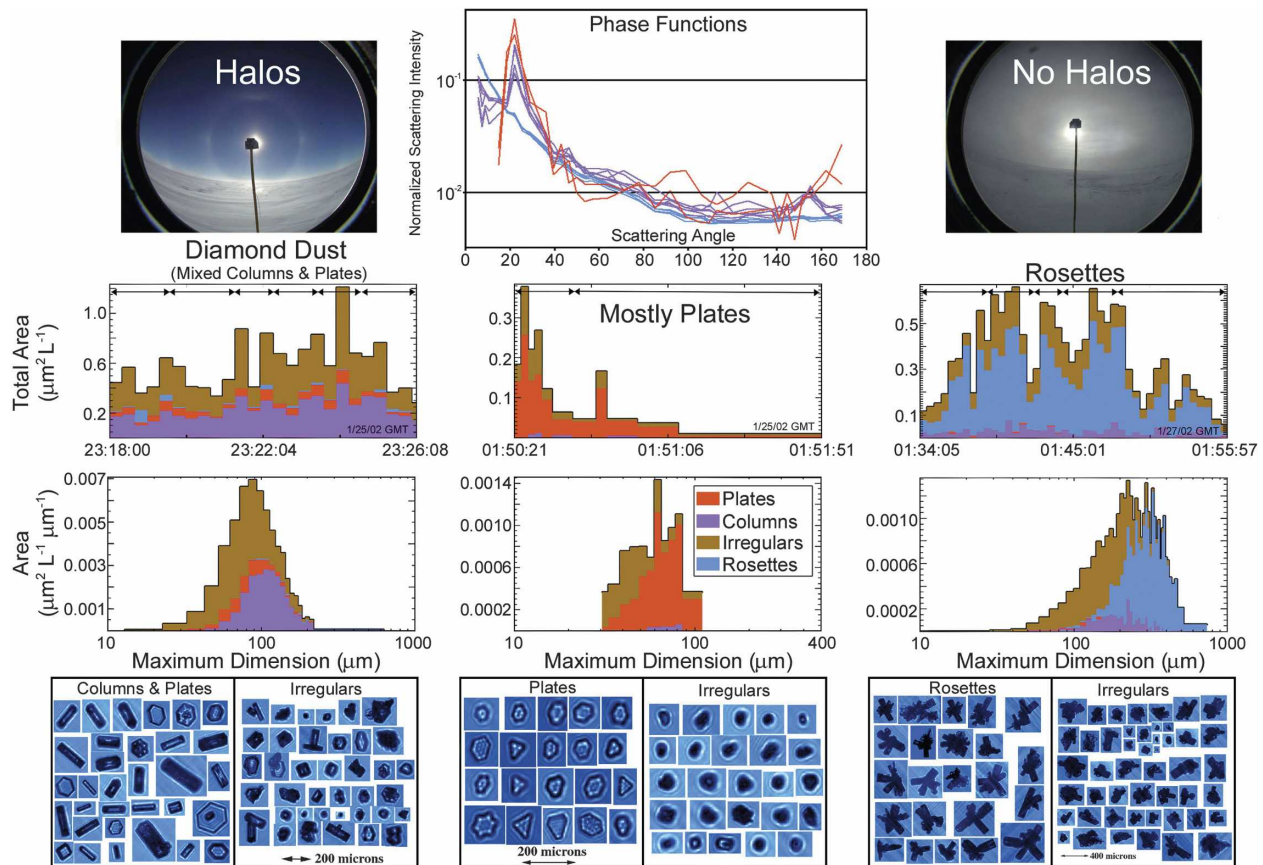 Halos
Phase Functions
No Halos
Normalized Scattering Intensity
10⁻¹
10⁻²
Scattering Angle
0 20 40 60 80 100 120 140 160 180
Diamond Dust
(Mixed Columns & Plates)
Mostly Plates
Rosettes
Total Area
(μm² L⁻¹)
1.0
0.6
0.2
1/25/02 GMT
23:18:00 23:22:04 23:26:08
0.3
0.2
0.1
1/25/02 GMT
01:50:21 01:51:06 01:51:51
0.5
0.3
0.1
1/27/02 GMT
01:34:05 01:45:01 01:55:57
Area
(μm² L⁻¹ μm⁻¹)
0.007
0.005
0.003
0.001
10 100 1000
Maximum Dimension (μm)
0.0014
0.0010
0.0006
0.0002
Plates
Columns
Irregulars
Rosettes
10 100 400
Maximum Dimension (μm)
0.0010
0.0006
0.0002
10 100 1000
Maximum Dimension (μm)
Columns & Plates
Irregulars
200 microns
Plates
Irregulars
200 microns
Rosettes
Irregulars
400 microns